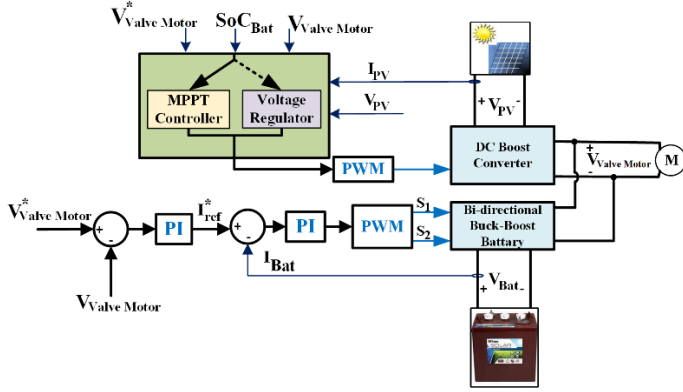 V*Valve Motor
SoCBat
VValve Motor
MPPT
Controller
Voltage
Regulator
IPV
VPV
+ VPV -
PWM
DC Boost
Converter
+
VValve Motor
-
M
V*Valve Motor
+
-
PI
I*ref
+
-
PI
PWM
S1
S2
Bi-directional
Buck-Boost
Battary
IBat
VValve Motor
+ VBat -
SOLAR